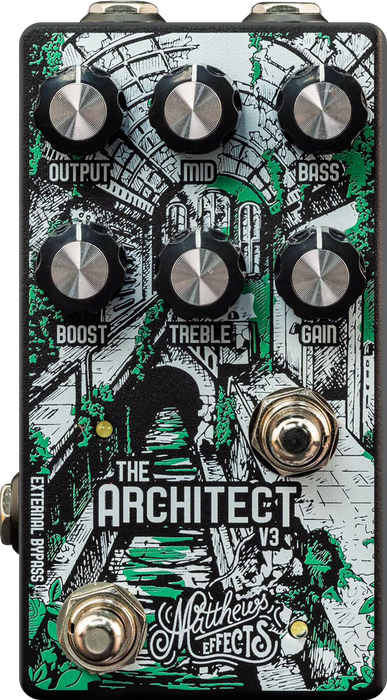 OUTPUT MID BASS
BOOST TREBLE GAIN
THE
ARCHITECT
V3
EXTERNAL BYPASS
Matthews
EFFECTS